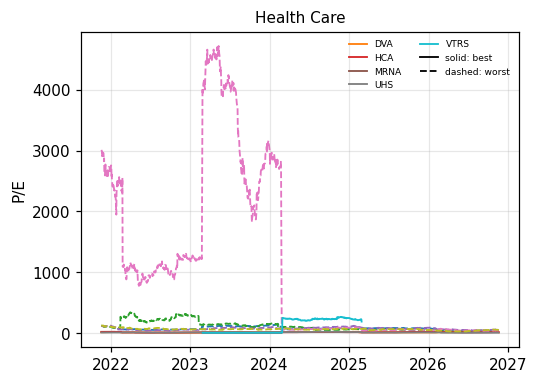 Health Care
P/E
4000
3000
2000
1000
0
2022
2023
2024
2025
2026
2027
DVA
HCA
MRNA
UHS
VTRS
solid: best
dashed: worst